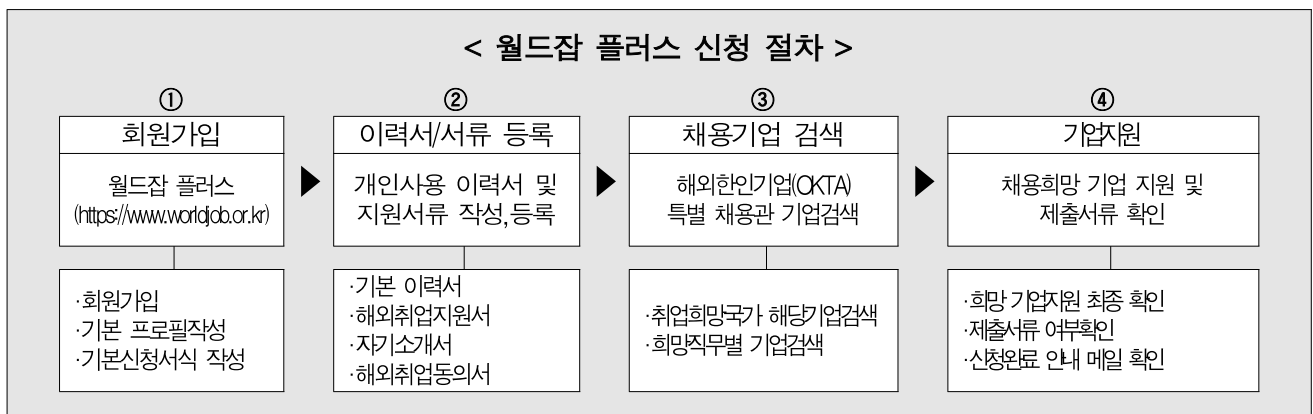 < 월드잡 플러스 신청 절차 >
①
회원가입
월드잡 플러스
(https://www.worldjob.or.kr)
·회원가입
·기본 프로필작성
·기본신청서식 작성
②
이력서/서류 등록
개인사용 이력서 및
지원서류 작성,등록
·기본 이력서
·해외취업지원서
·자기소개서
·해외취업동의서
③
채용기업 검색
해외한인기업(OKTA)
특별 채용관 기업검색
·취업희망국가 해당기업검색
·희망직무별 기업검색
④
기업지원
채용희망 기업 지원 및
제출서류 확인
·희망 기업지원 최종 확인
·제출서류 여부확인
·신청완료 안내 메일 확인